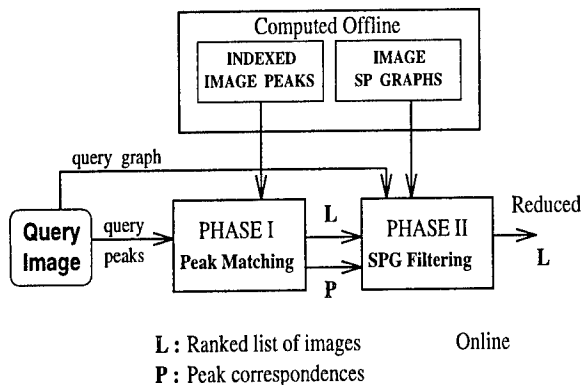 Computed Offline
INDEXED
IMAGE PEAKS
IMAGE
SP GRAPHS
query graph
Query
Image
query
peaks
PHASE I
Peak Matching
L
P
PHASE II
SPG Filtering
Reduced
L
L : Ranked list of images
P : Peak correspondences
Online